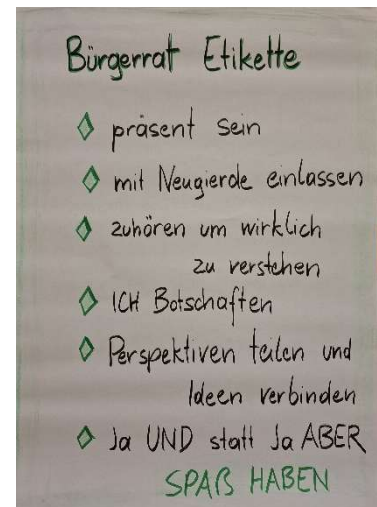 Bürgerrat Etikette
präsent sein
mit Neugierde einlassen
zuhören um wirklich
zu verstehen
ICH Botschaften
Perspektiven teilen und
Ideen verbinden
Ja UND statt Ja ABER
SPAß HABEN